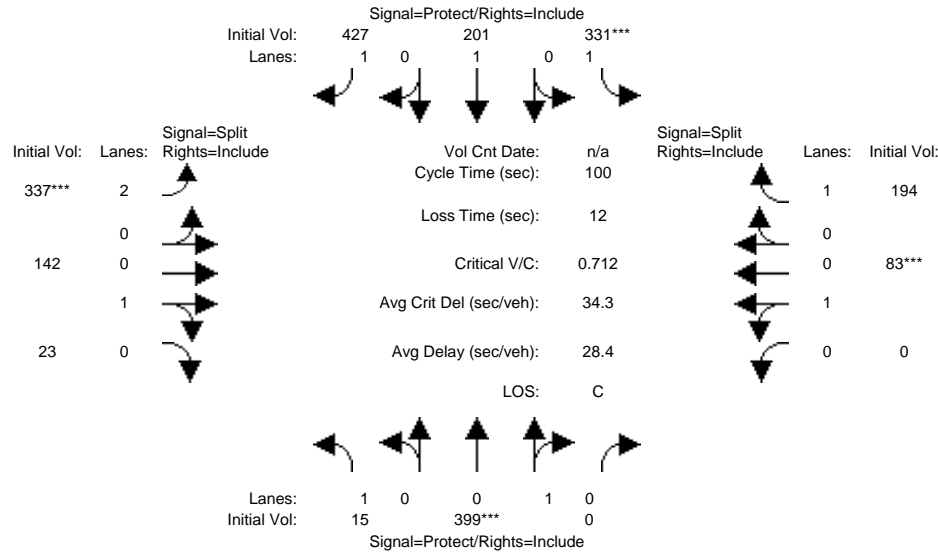 Signal=Protect/Rights=Include
Initial Vol: 427 201 331***
Lanes: 1 0 1 0 1
Signal=Split
Initial Vol: Lanes: Rights=Include
Vol Cnt Date: n/a
Signal=Split
Rights=Include Lanes: Initial Vol:
Cycle Time (sec): 100
337*** 2
1 194
Loss Time (sec): 12
0
0
142 0
Critical V/C: 0.712
0 83***
1
Avg Crit Del (sec/veh): 34.3
1
23 0
Avg Delay (sec/veh): 28.4
0 0
LOS: C
Lanes: 1 0 0 1 0
Initial Vol: 15 399*** 0
Signal=Protect/Rights=Include